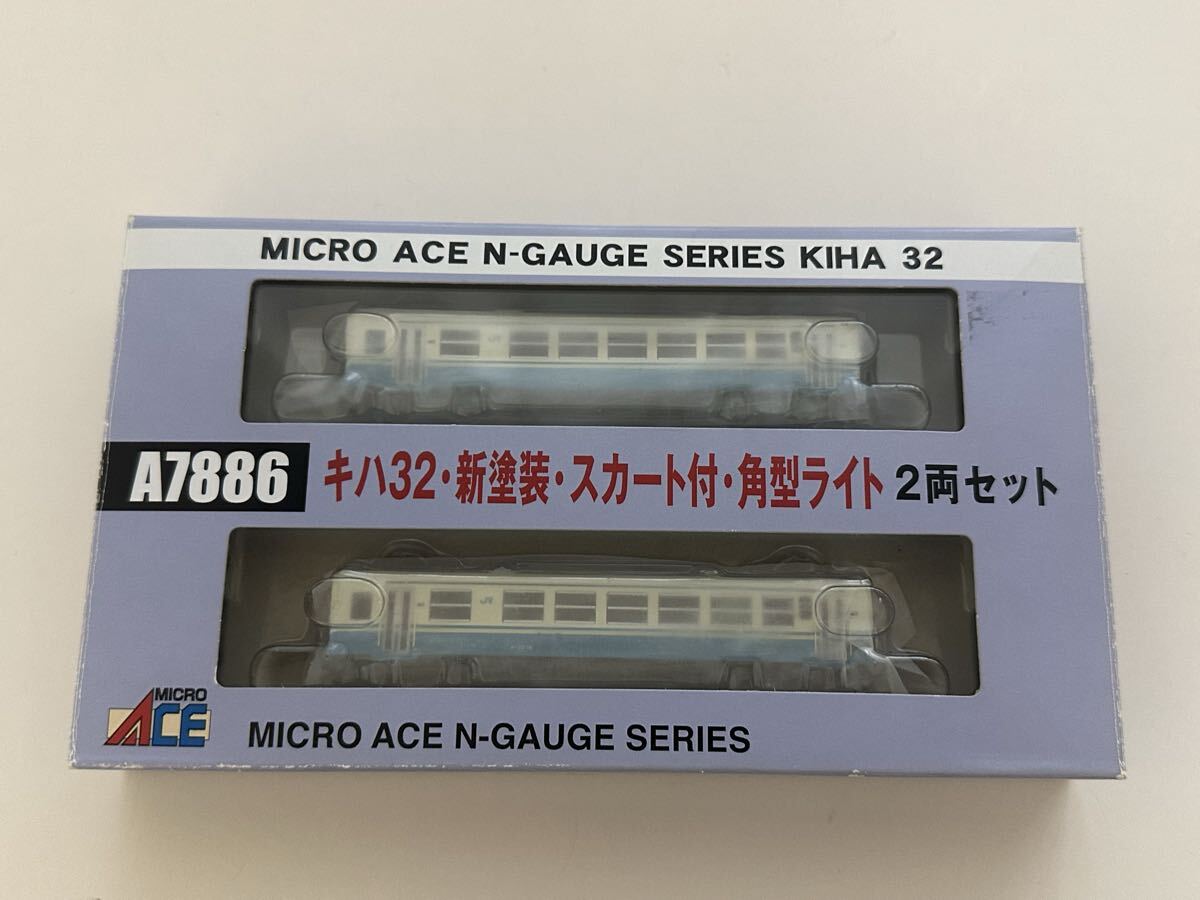 MICRO ACE N-GAUGE SERIES KIHA 32
A7886 キハ32・新塗装・スカート付・角型ライト 2両セット
MICRO
ACE
MICRO ACE N-GAUGE SERIES
JR